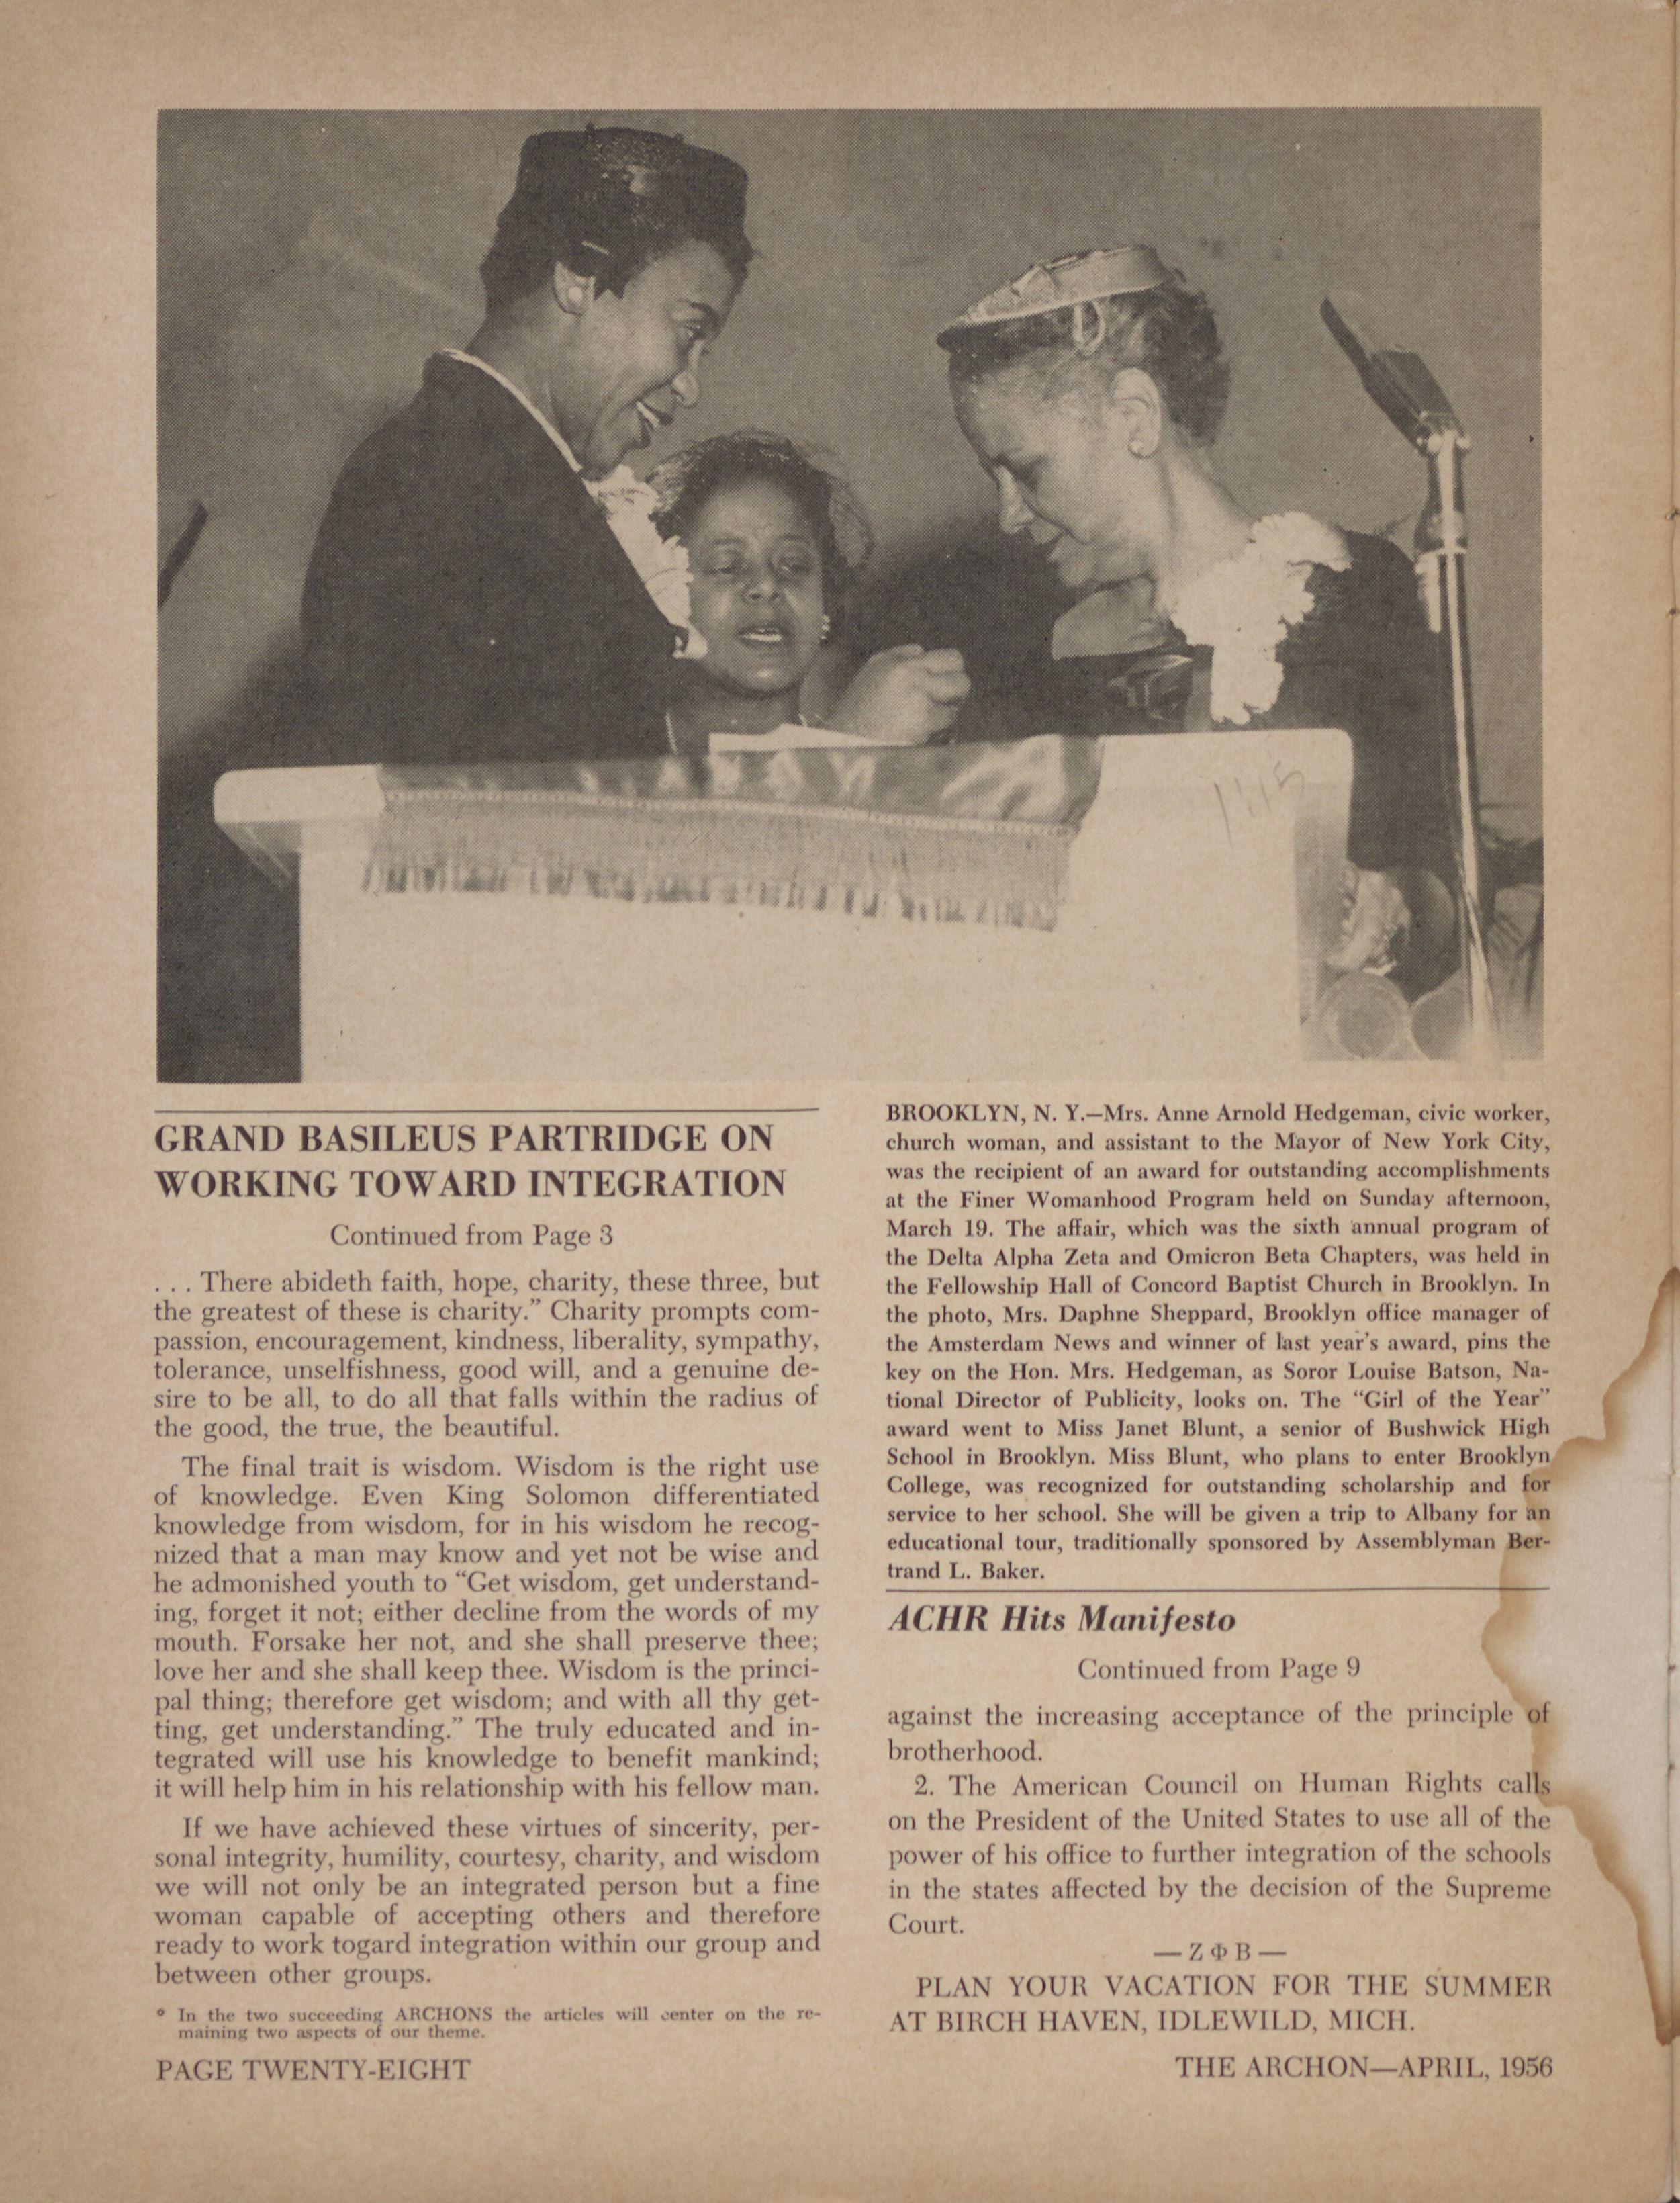 GRAND BASILEUS PARTRIDGE ON
WORKING TOWARD INTEGRATION
Continued from Page 3
. . . There abideth faith, hope, charity, these three, but
the greatest of these is charity.” Charity prompts com-
passion, encouragement, kindness, liberality, sympathy,
tolerance, unselfishness, good will, and a genuine de-
sire to be all, to do all that falls within the radius of
the good, the true, the beautiful.
The final trait is wisdom. Wisdom is the right use
of knowledge. Even King Solomon differentiated
knowledge from wisdom, for in his wisdom he recog-
nized that a man may know and yet not be wise and
he admonished youth to “Get wisdom, get understand-
ing, forget it not; either decline from the words of my
mouth. Forsake her not, and she shall preserve thee;
love her and she shall keep thee. Wisdom is the princi-
pal thing; therefore get wisdom; and with all thy get-
ting, get understanding.” The truly educated and in-
tegrated will use his knowledge to benefit mankind;
it will help him in his relationship with his fellow man.
If we have achieved these virtues of sincerity, per-
sonal integrity, humility, courtesy, charity, and wisdom
we will not only be an integrated person but a fine
woman capable of accepting others and therefore
ready to work togard integration within our group and
between other groups.
* In the two succeeding ARCHONS the articles will center on the re-
maining two aspects of our theme.
PAGE TWENTY-EIGHT
BROOKLYN, N. Y.—Mrs. Anne Arnold Hedgeman, civic worker,
church woman, and assistant to the Mayor of New York City,
was the recipient of an award for outstanding accomplishments
at the Finer Womanhood Program held on Sunday afternoon,
March 19. The affair, which was the sixth annual program of
the Delta Alpha Zeta and Omicron Beta Chapters, was held in
the Fellowship Hall of Concord Baptist Church in Brooklyn. In
the photo, Mrs. Daphne Sheppard, Brooklyn office manager of
the Amsterdam News and winner of last year’s award, pins the
key on the Hon. Mrs. Hedgeman, as Soror Louise Batson, Na-
tional Director of Publicity, looks on. The “Girl of the Year”
award went to Miss Janet Blunt, a senior of Bushwick High
School in Brooklyn. Miss Blunt, who plans to enter Brooklyn
College, was recognized for outstanding scholarship and for
service to her school. She will be given a trip to Albany for an
educational tour, traditionally sponsored by Assemblyman Ber-
trand L. Baker.
ACHR Hits Manifesto
Continued from Page 9
against the increasing acceptance of the principle of
brotherhood.
2. The American Council on Human Rights calls
on the President of the United States to use all of the
power of his office to further integration of the schools
in the states affected by the decision of the Supreme
Court.
— Z Φ B —
PLAN YOUR VACATION FOR THE SUMMER
AT BIRCH HAVEN, IDLEWILD, MICH.
THE ARCHON—APRIL, 1956